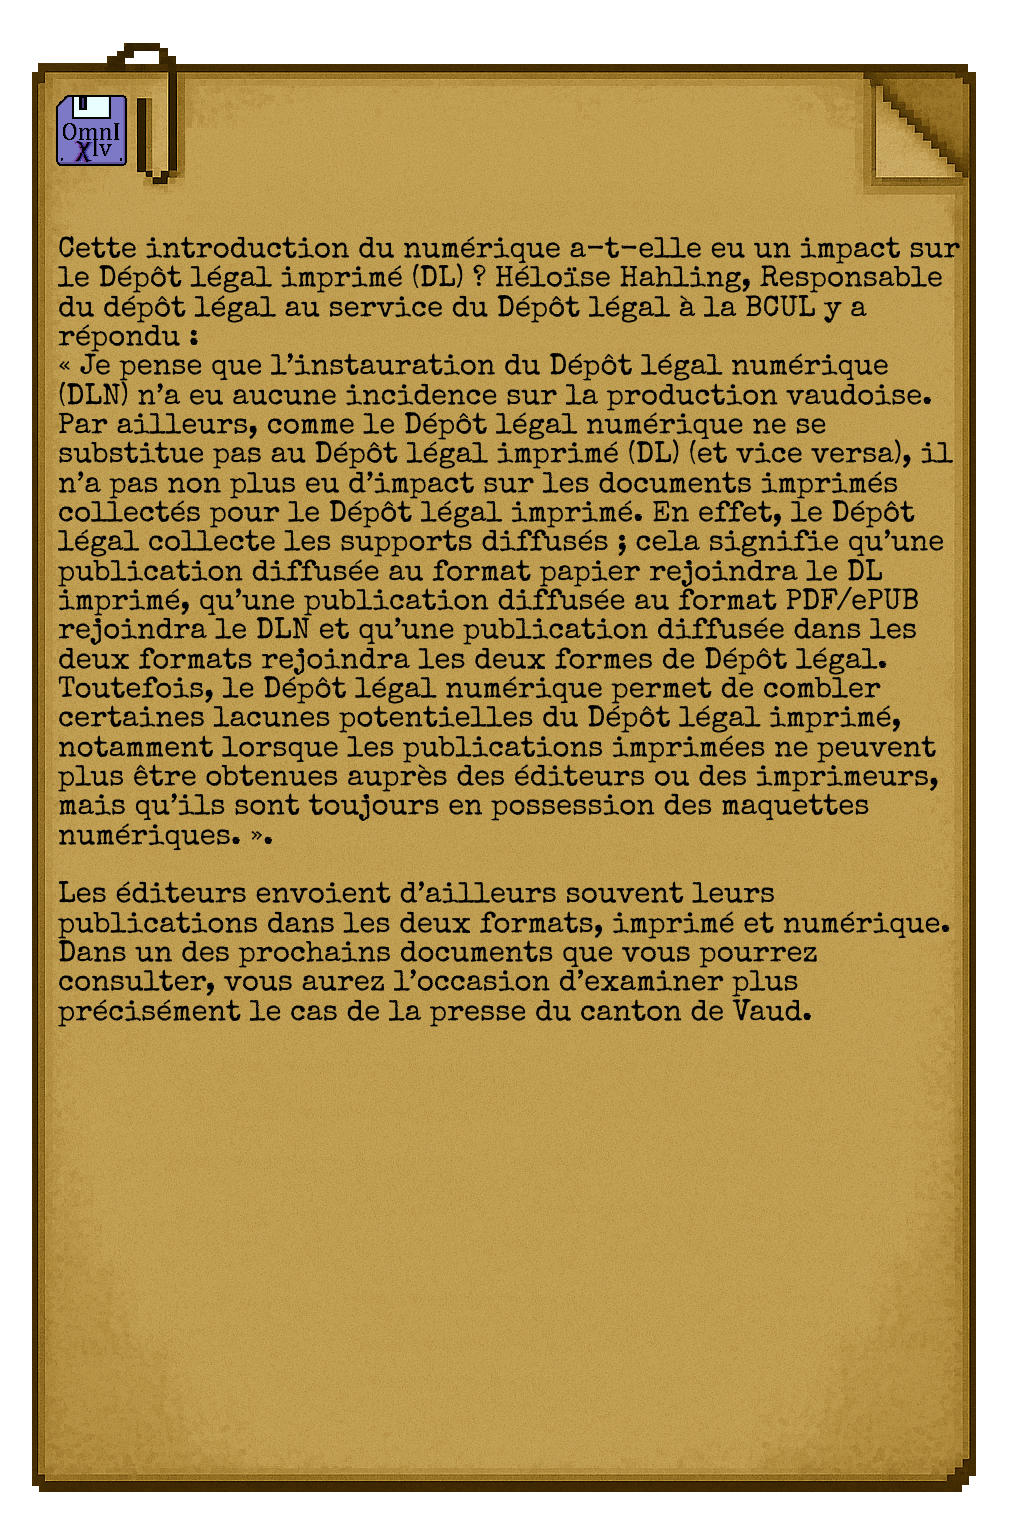 OmnI
χIv
Cette introduction du numérique a-t-elle eu un impact sur
le Dépôt légal imprimé (DL) ? Héloïse Hahling, Responsable
du dépôt légal au service du Dépôt légal à la BCUL y a
répondu :
« Je pense que l’instauration du Dépôt légal numérique
(DLN) n’a eu aucune incidence sur la production vaudoise.
Par ailleurs, comme le Dépôt légal numérique ne se
substitue pas au Dépôt légal imprimé (DL) (et vice versa), il
n’a pas non plus eu d’impact sur les documents imprimés
collectés pour le Dépôt légal imprimé. En effet, le Dépôt
légal collecte les supports diffusés ; cela signifie qu’une
publication diffusée au format papier rejoindra le DL
imprimé, qu’une publication diffusée au format PDF/ePUB
rejoindra le DLN et qu’une publication diffusée dans les
deux formats rejoindra les deux formes de Dépôt légal.
Toutefois, le Dépôt légal numérique permet de combler
certaines lacunes potentielles du Dépôt légal imprimé,
notamment lorsque les publications imprimées ne peuvent
plus être obtenues auprès des éditeurs ou des imprimeurs,
mais qu’ils sont toujours en possession des maquettes
numériques. ».
Les éditeurs envoient d’ailleurs souvent leurs
publications dans les deux formats, imprimé et numérique.
Dans un des prochains documents que vous pourrez
consulter, vous aurez l’occasion d’examiner plus
précisément le cas de la presse du canton de Vaud.